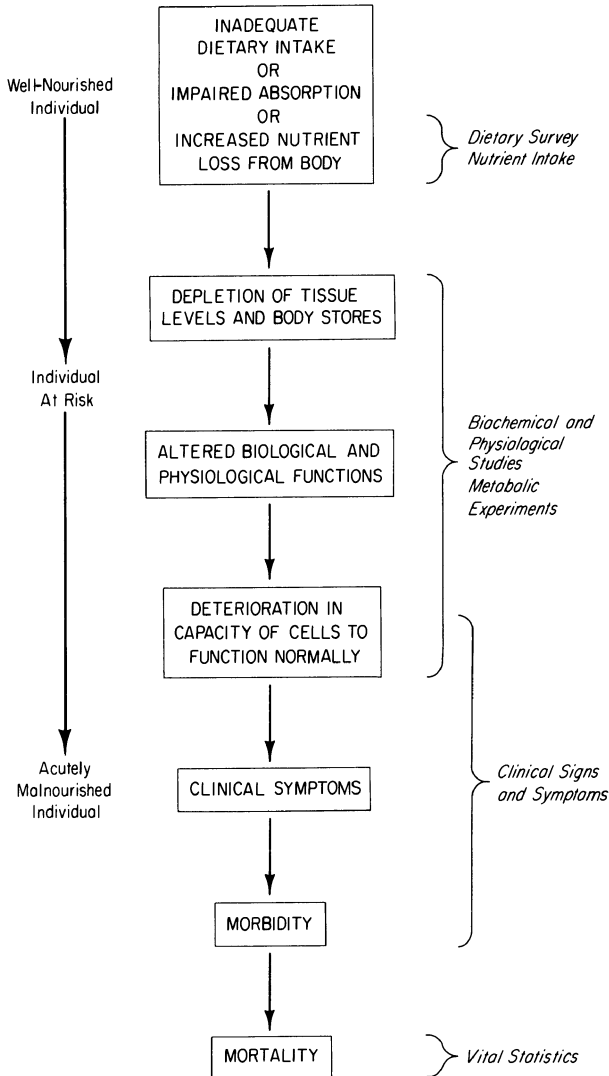 INADEQUATE
DIETARY INTAKE
OR
IMPAIRED ABSORPTION
OR
INCREASED NUTRIENT
LOSS FROM BODY
Well-Nourished
Individual
Dietary Survey
Nutrient Intake
DEPLETION OF TISSUE
LEVELS AND BODY STORES
Individual
At Risk
ALTERED BIOLOGICAL AND
PHYSIOLOGICAL FUNCTIONS
Biochemical and
Physiological
Studies
Metabolic
Experiments
DETERIORATION IN
CAPACITY OF CELLS TO
FUNCTION NORMALLY
Acutely
Malnourished
Individual
CLINICAL SYMPTOMS
Clinical Signs
and Symptoms
MORBIDITY
MORTALITY
Vital Statistics